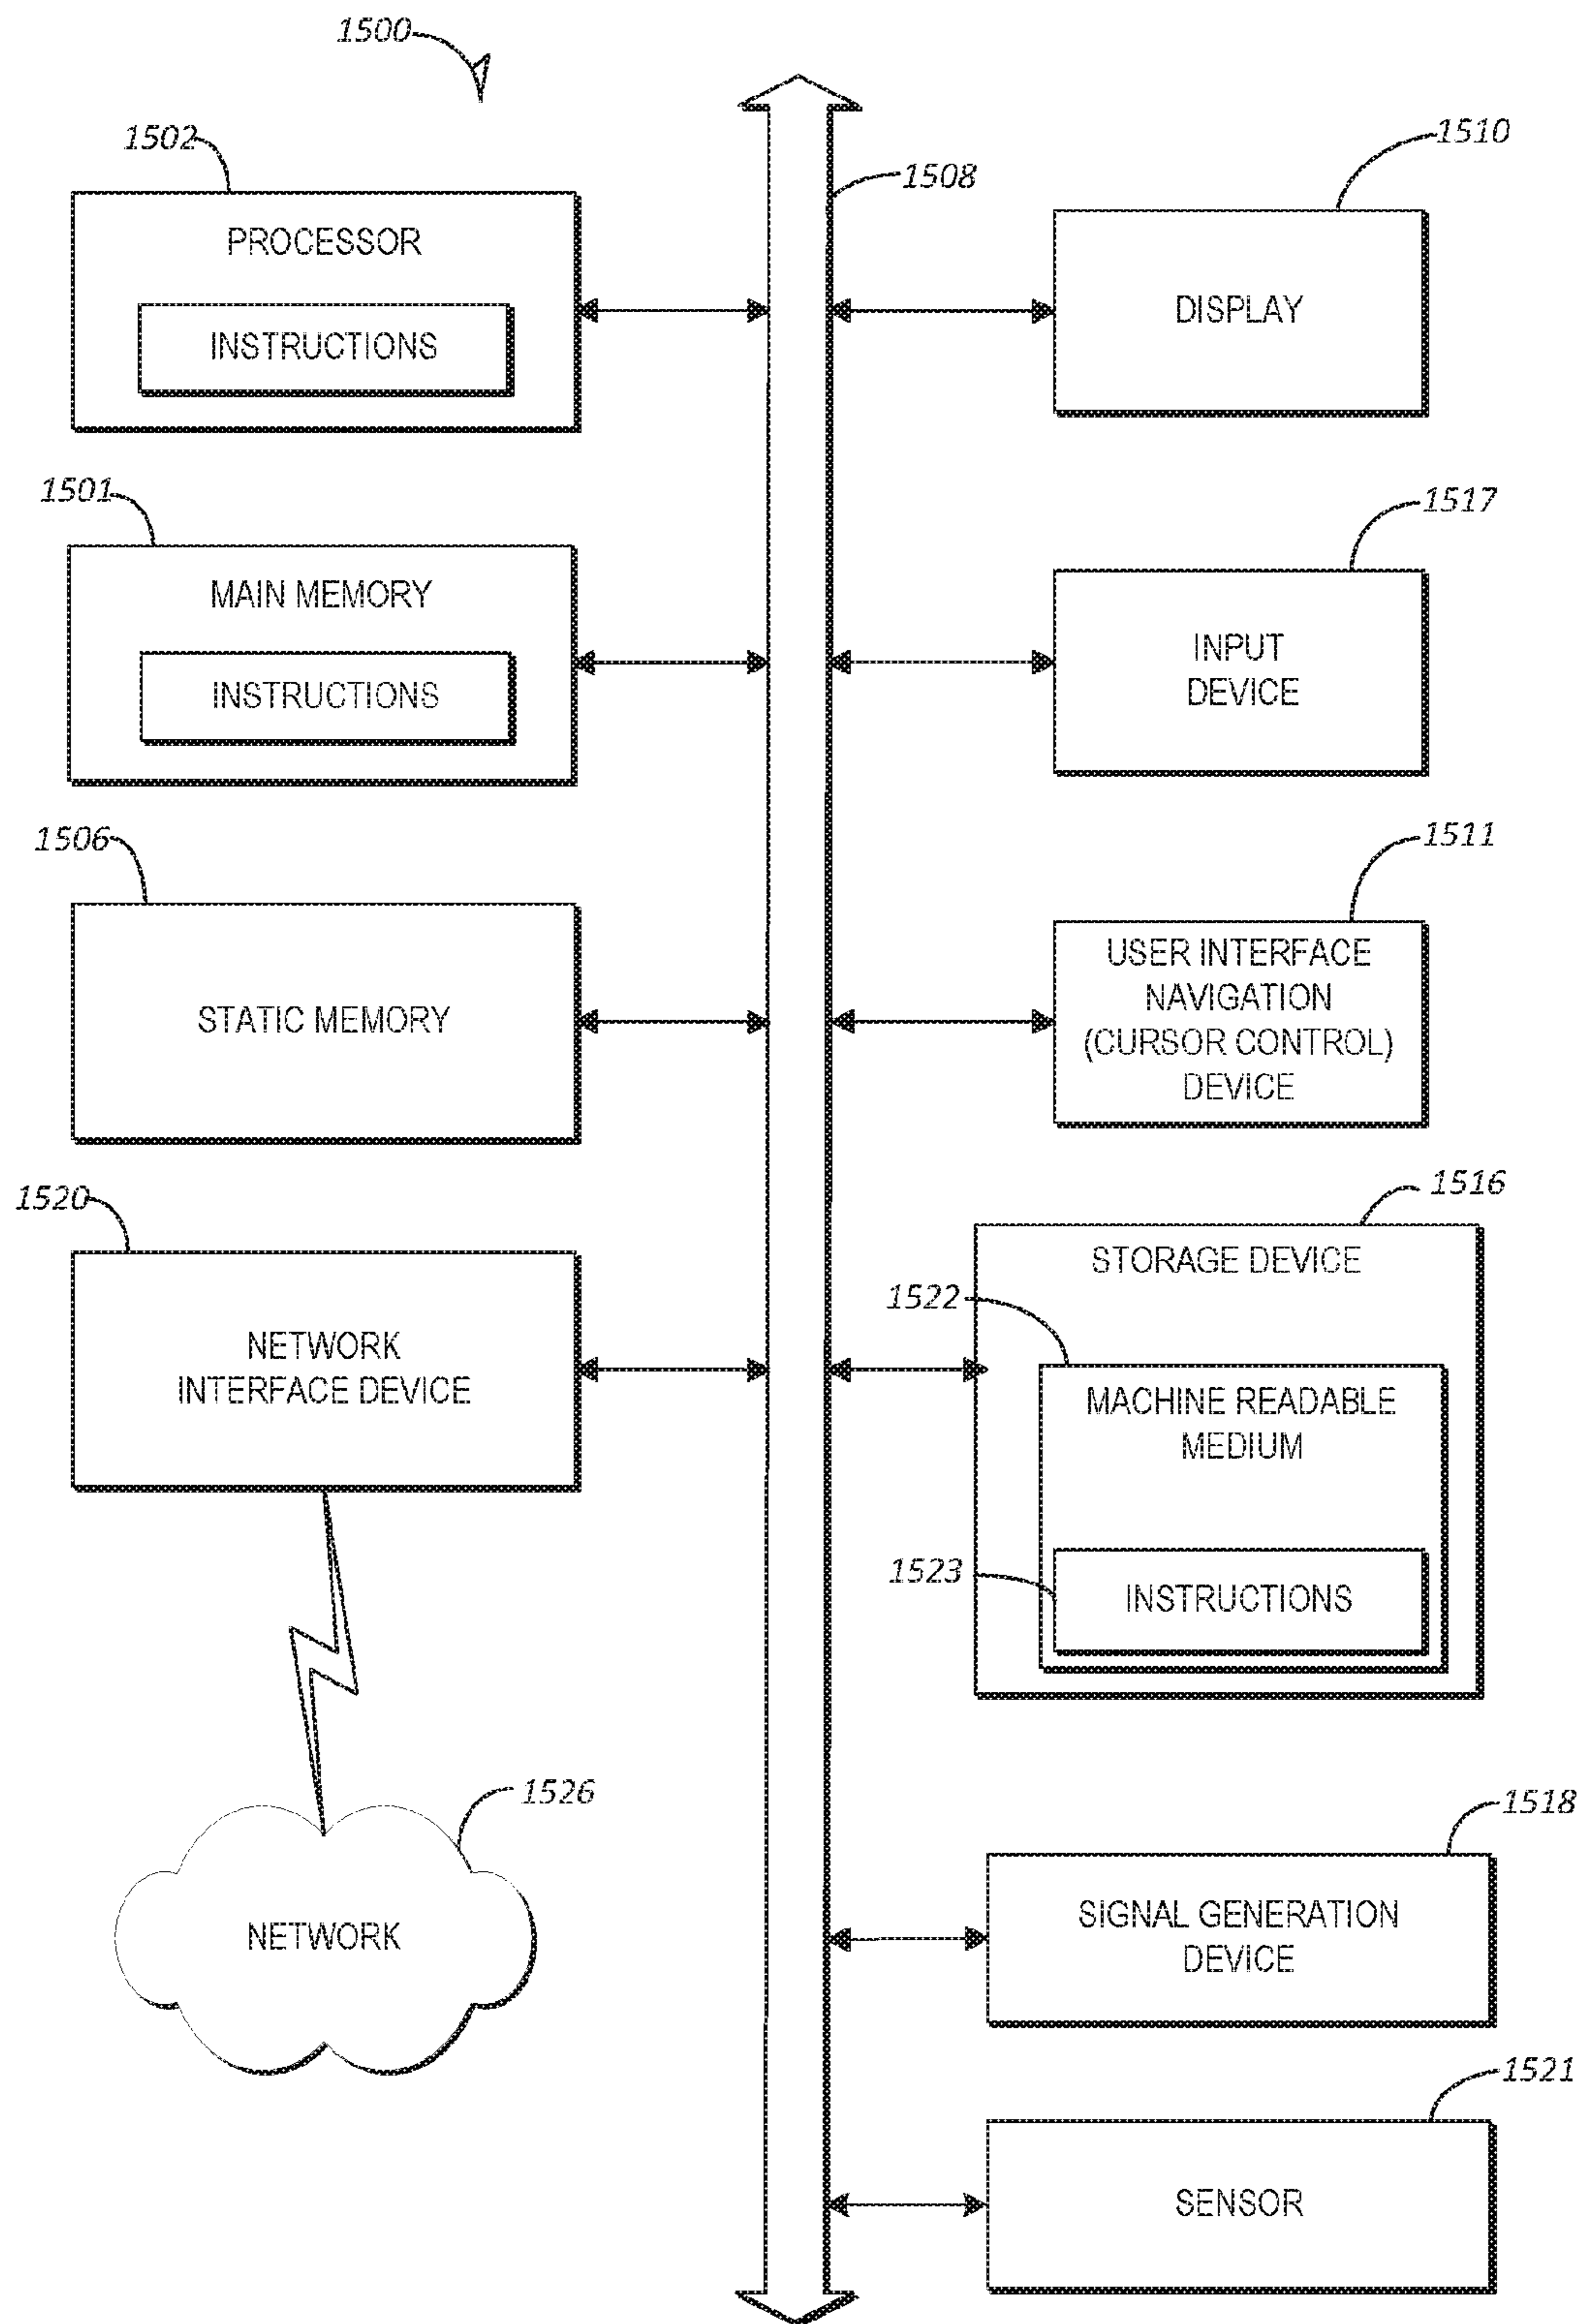 1500
1502
PROCESSOR
INSTRUCTIONS
1501
MAIN MEMORY
INSTRUCTIONS
1506
STATIC MEMORY
1520
NETWORK
INTERFACE DEVICE
1526
NETWORK
1508
1510
DISPLAY
1517
INPUT
DEVICE
1511
USER INTERFACE
NAVIGATION
(CURSOR CONTROL)
DEVICE
1516
STORAGE DEVICE
1522
MACHINE READABLE
MEDIUM
1523
INSTRUCTIONS
1518
SIGNAL GENERATION
DEVICE
1521
SENSOR